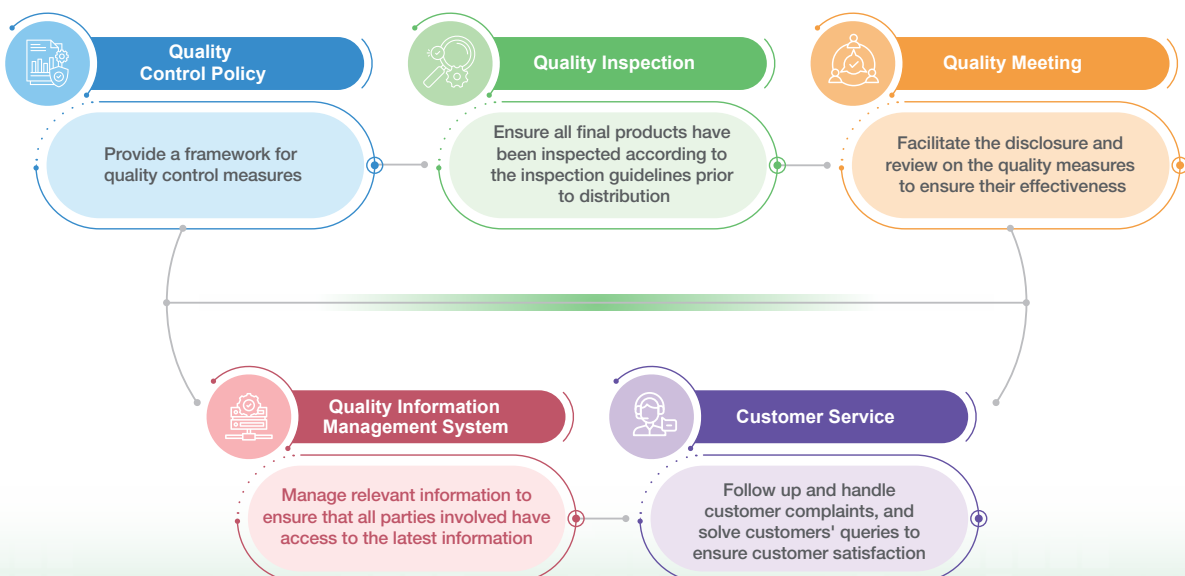 Quality
Control Policy
Provide a framework for
quality control measures
Quality Inspection
Ensure all final products have
been inspected according to
the inspection guidelines prior
to distribution
Quality Meeting
Facilitate the disclosure and
review on the quality measures
to ensure their effectiveness
Quality Information
Management System
Manage relevant information to
ensure that all parties involved have
access to the latest information
Customer Service
Follow up and handle
customer complaints, and
solve customers' queries to
ensure customer satisfaction